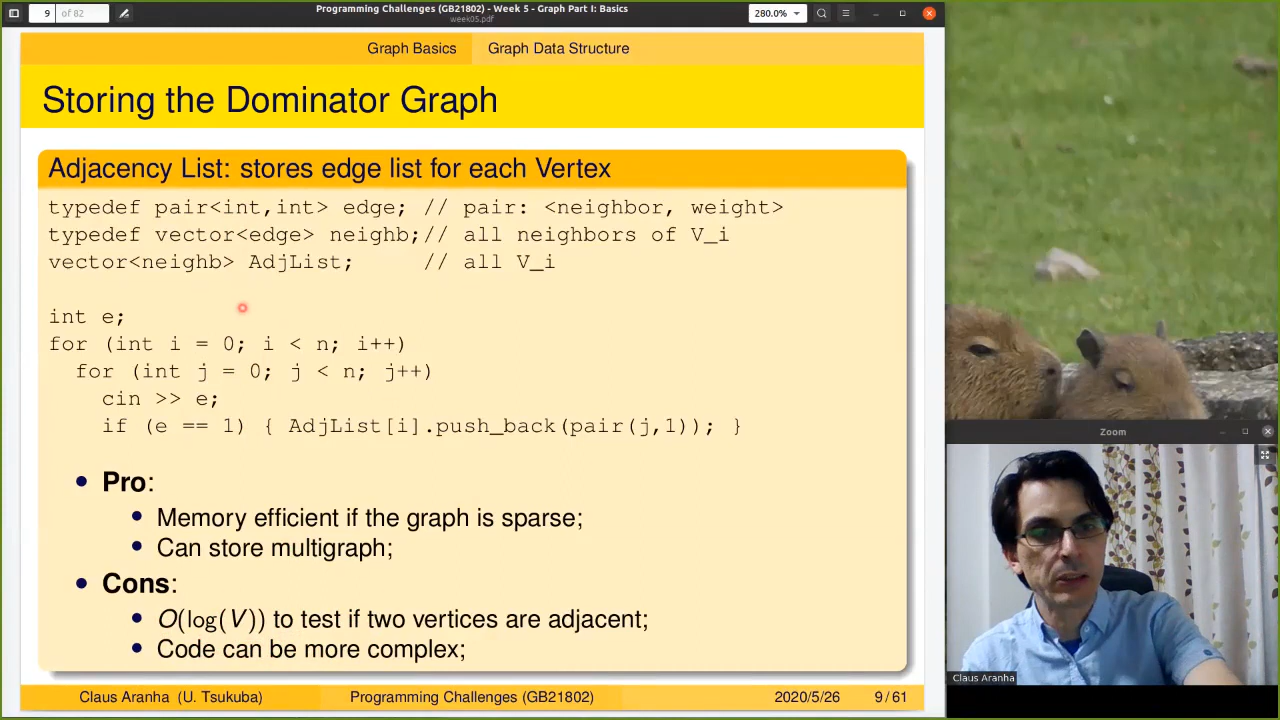 9 of 82
Programming Challenges (GB21802) - Week 5 - Graph Part I: Basics
week05.pdf
280.0%
Graph Basics Graph Data Structure
Storing the Dominator Graph
Adjacency List: stores edge list for each Vertex
typedef pair<int,int> edge; // pair: <neighbor, weight>
typedef vector<edge> neighb;// all neighbors of V_i
vector<neighb> AdjList; // all V_i
int e;
for (int i = 0; i < n; i++)
for (int j = 0; j < n; j++)
cin >> e;
if (e == 1) { AdjList[i].push_back(pair(j,1)); }
• Pro:
• Memory efficient if the graph is sparse;
• Can store multigraph;
• Cons:
• O(log(V)) to test if two vertices are adjacent;
• Code can be more complex;
Claus Aranha (U. Tsukuba) Programming Challenges (GB21802) 2020/5/26 9 / 61
Zoom
Claus Aranha